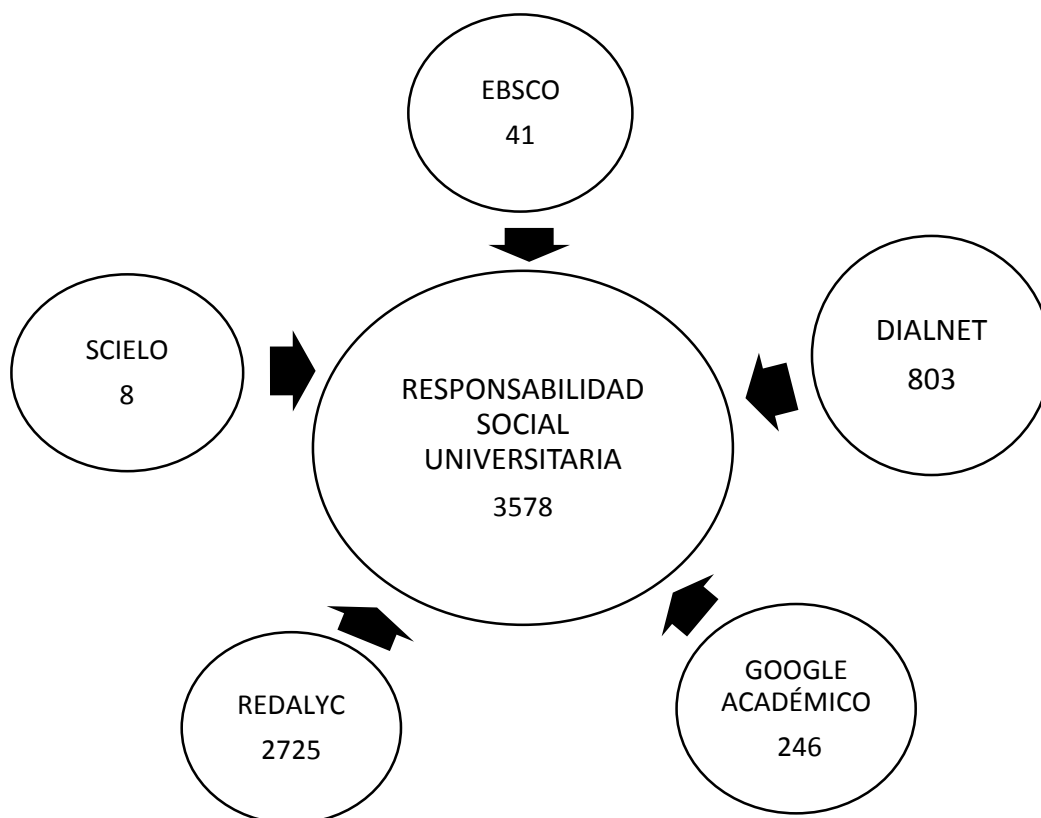 EBSCO
41
SCIELO
8
DIALNET
803
RESPONSABILIDAD
SOCIAL
UNIVERSITARIA
3578
REDALYC
2725
GOOGLE
ACADÉMICO
246